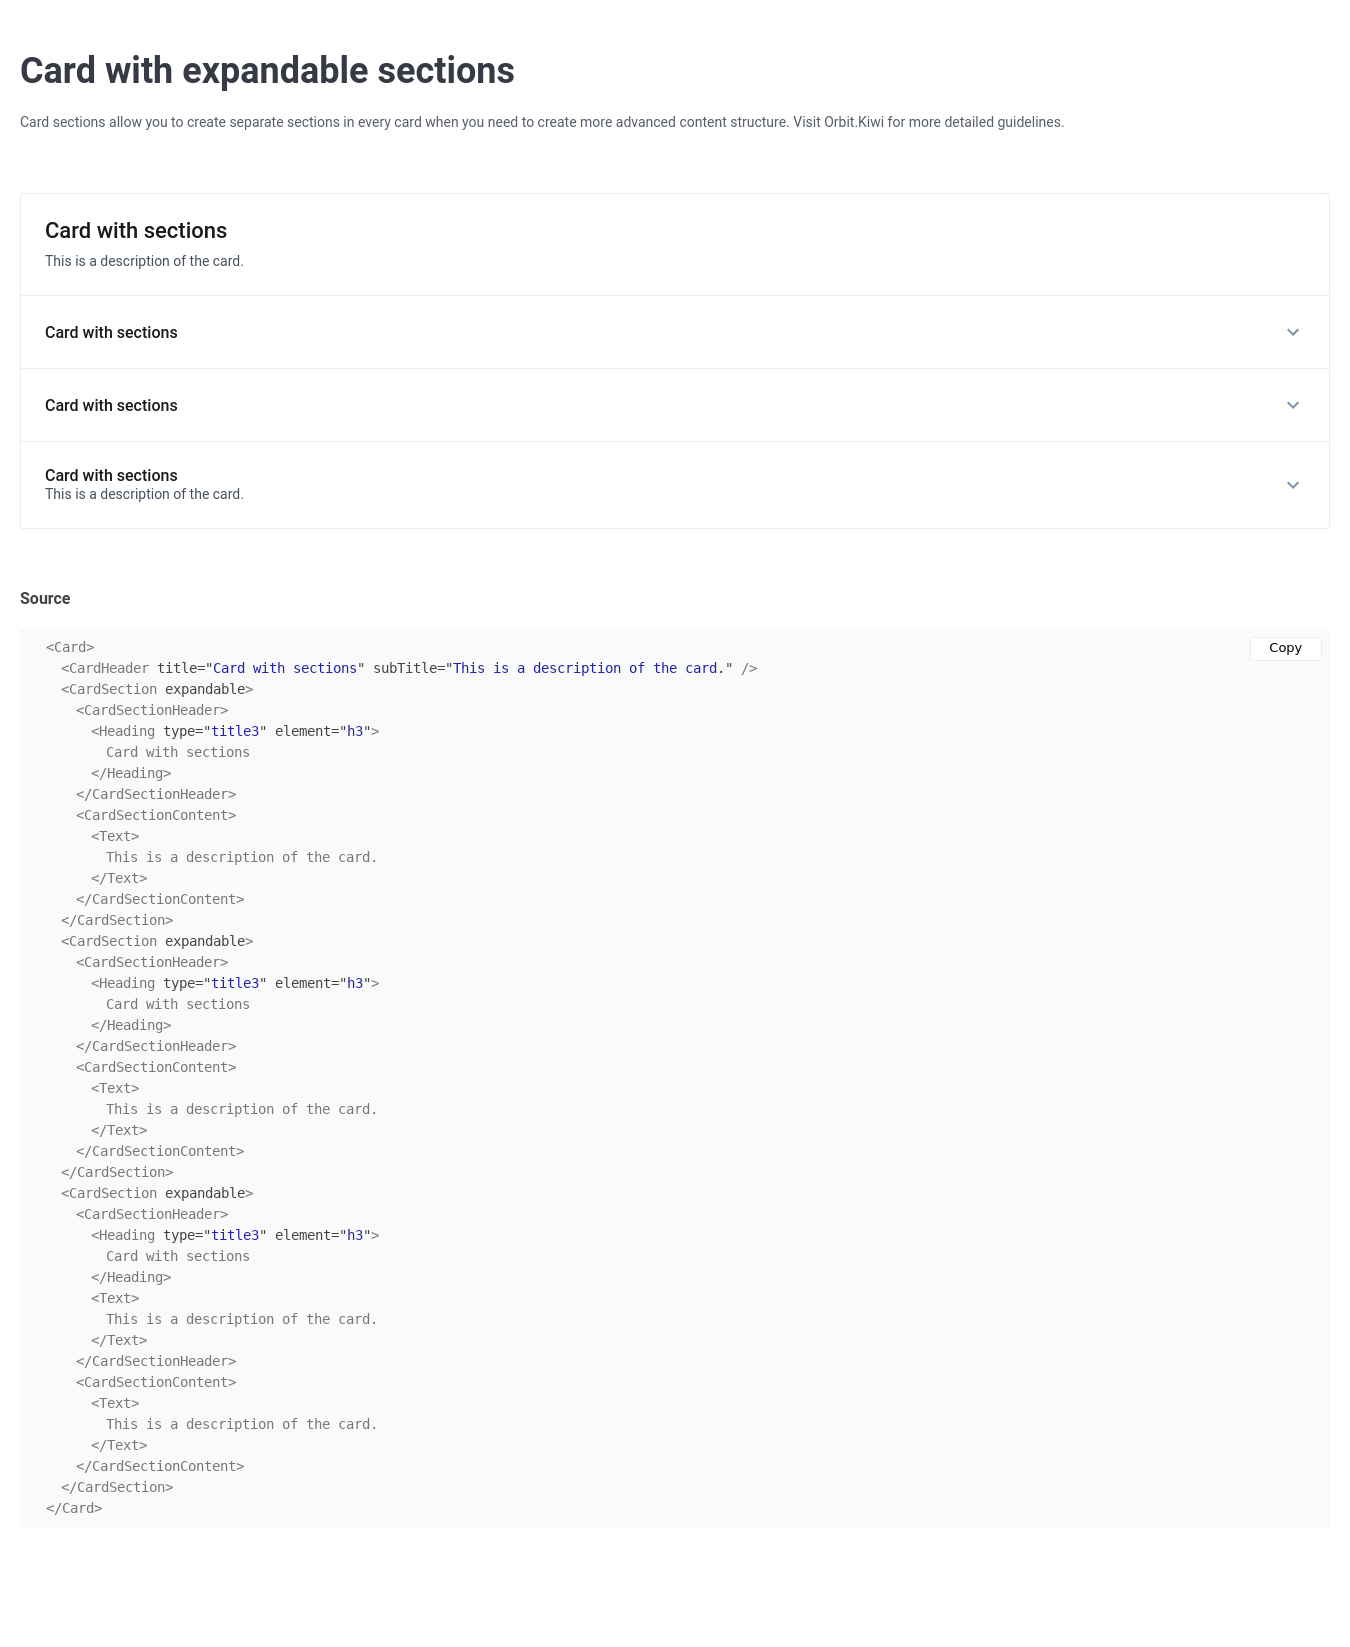 Card with expandable sections
Card sections allow you to create separate sections in every card when you need to create more advanced content structure. Visit Orbit.Kiwi for more detailed guidelines.
Card with sections
This is a description of the card.
Card with sections
Card with sections
Card with sections
This is a description of the card.
Source
Copy
<Card>
  <CardHeader title="Card with sections" subTitle="This is a description of the card." />
  <CardSection expandable>
    <CardSectionHeader>
      <Heading type="title3" element="h3">
        Card with sections
      </Heading>
    </CardSectionHeader>
    <CardSectionContent>
      <Text>
        This is a description of the card.
      </Text>
    </CardSectionContent>
  </CardSection>
  <CardSection expandable>
    <CardSectionHeader>
      <Heading type="title3" element="h3">
        Card with sections
      </Heading>
    </CardSectionHeader>
    <CardSectionContent>
      <Text>
        This is a description of the card.
      </Text>
    </CardSectionContent>
  </CardSection>
  <CardSection expandable>
    <CardSectionHeader>
      <Heading type="title3" element="h3">
        Card with sections
      </Heading>
      <Text>
        This is a description of the card.
      </Text>
    </CardSectionHeader>
    <CardSectionContent>
      <Text>
        This is a description of the card.
      </Text>
    </CardSectionContent>
  </CardSection>
</Card>